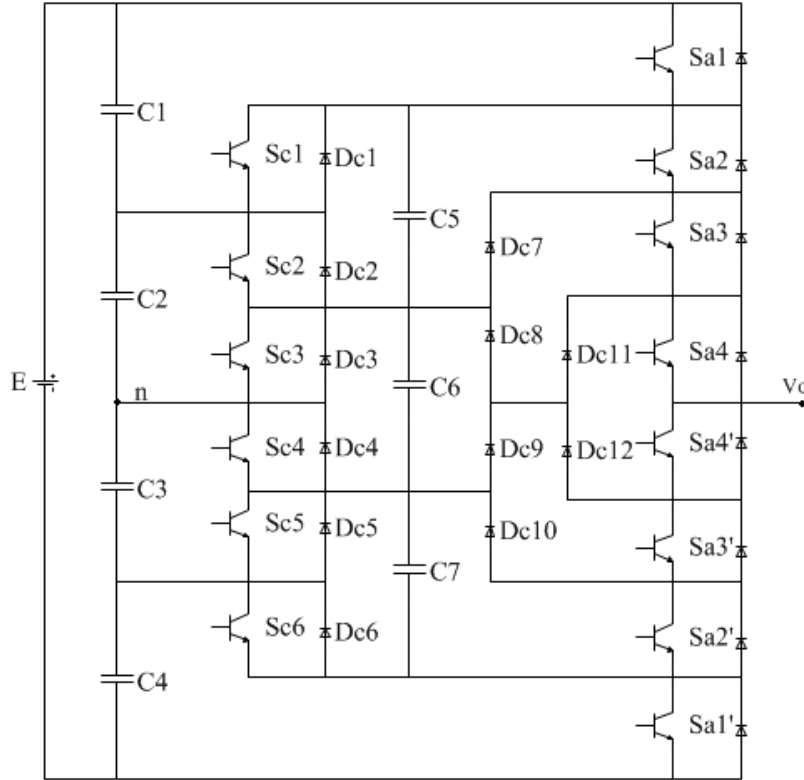 Sa1
C1
Sc1
Dc1
Sa2
C5
Sa3
Dc7
Sc2
Dc2
C2
Dc8
Sc3
Dc3
Dc11
Sa4
E
n
C6
Vo
Sc4
Dc4
Dc9
Dc12
Sa4'
C3
Sc5
Dc5
Dc10
Sa3'
C7
Sc6
Dc6
Sa2'
C4
Sa1'